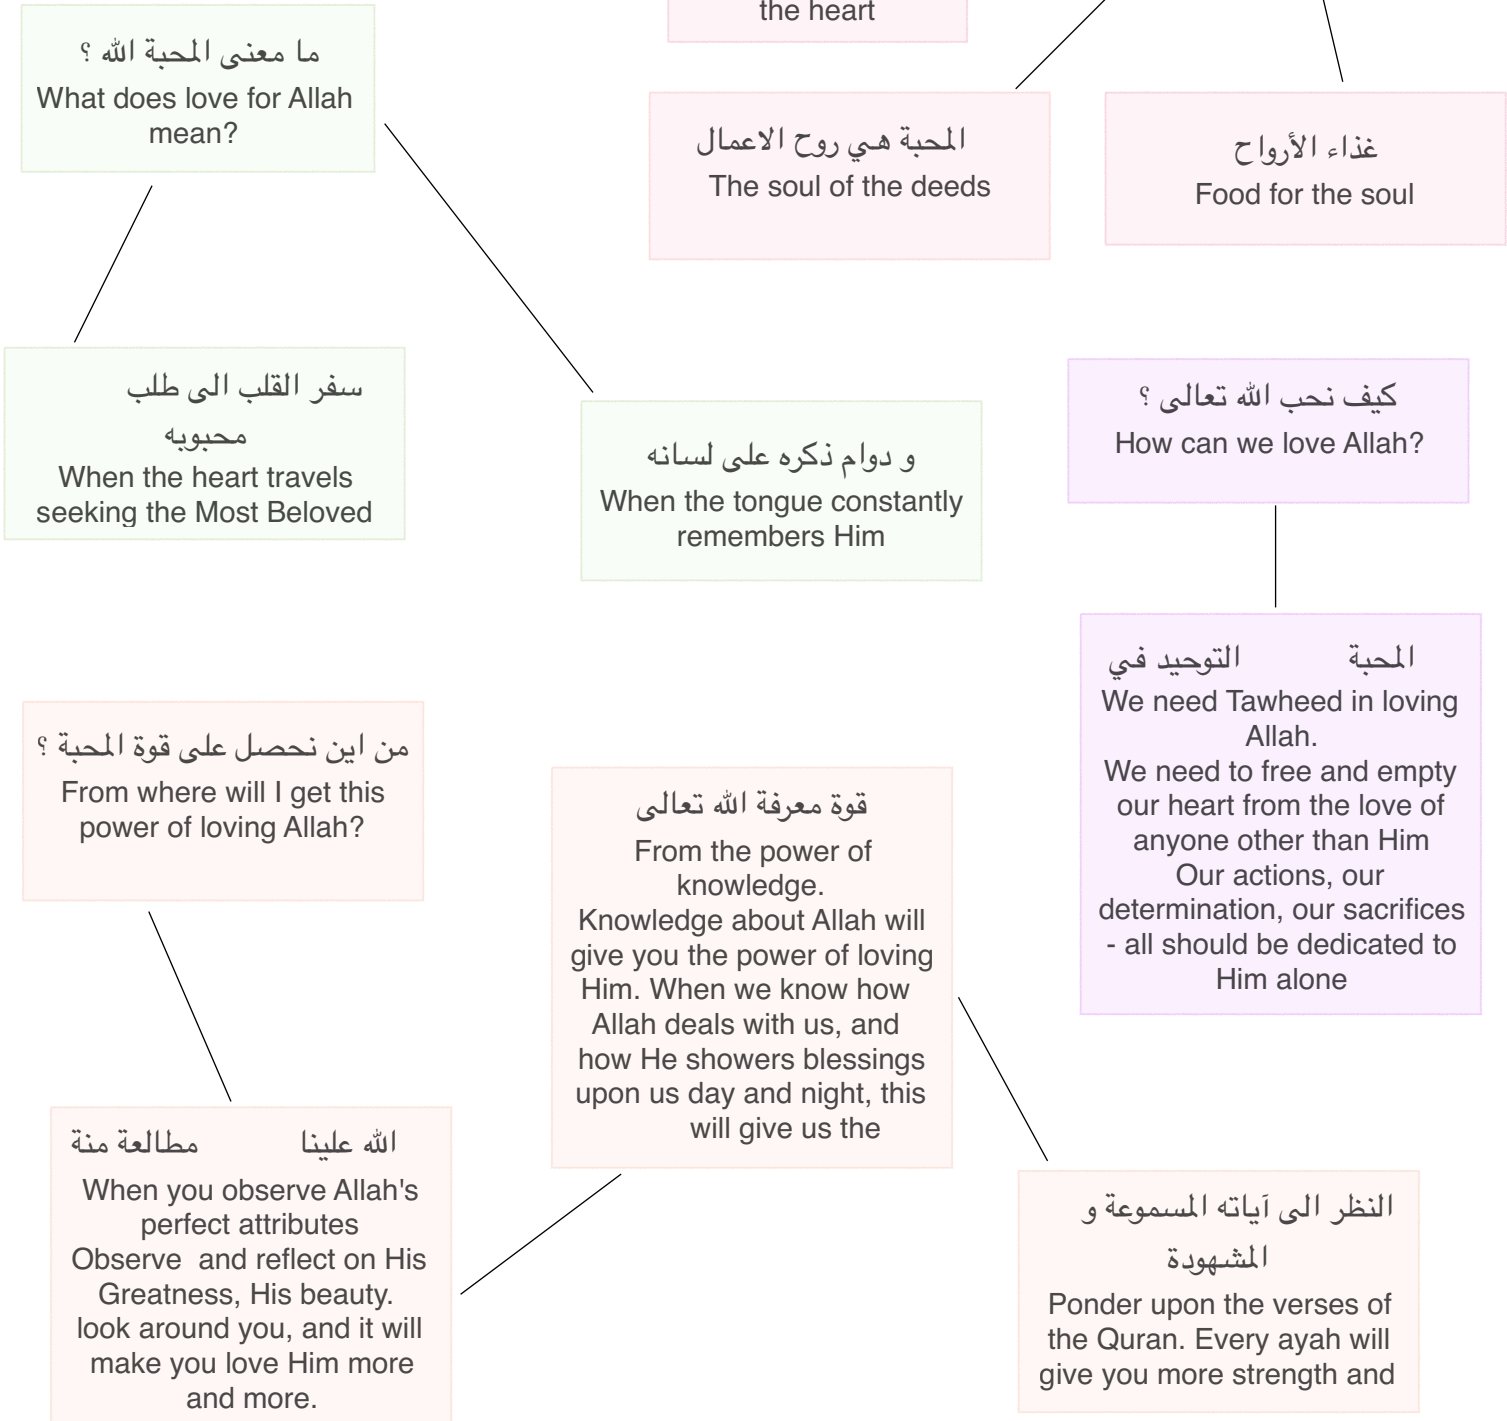 the heart
ما معنى المحبة الله ؟
What does love for Allah
mean?
المحبة هي روح الاعمال
The soul of the deeds
غذاء الأرواح
Food for the soul
سفر القلب الى طلب
محبوبه
When the heart travels
seeking the Most Beloved
و دوام ذكره على لسانه
When the tongue constantly
remembers Him
كيف نحب الله تعالى ؟
How can we love Allah?
المحبة التوحيد في
We need Tawheed in loving
Allah.
We need to free and empty
our heart from the love of
anyone other than Him
Our actions, our
determination, our sacrifices
- all should be dedicated to
Him alone
من اين نحصل على قوة المحبة ؟
From where will I get this
power of loving Allah?
قوة معرفة الله تعالى
From the power of
knowledge.
Knowledge about Allah will
give you the power of loving
Him. When we know how
Allah deals with us, and
how He showers blessings
upon us day and night, this
will give us the
الله علينا مطالعة منة
When you observe Allah's
perfect attributes
Observe  and reflect on His
Greatness, His beauty.
look around you, and it will
make you love Him more
and more.
النظر الى آياته المسموعة و
المشهودة
Ponder upon the verses of
the Quran. Every ayah will
give you more strength and